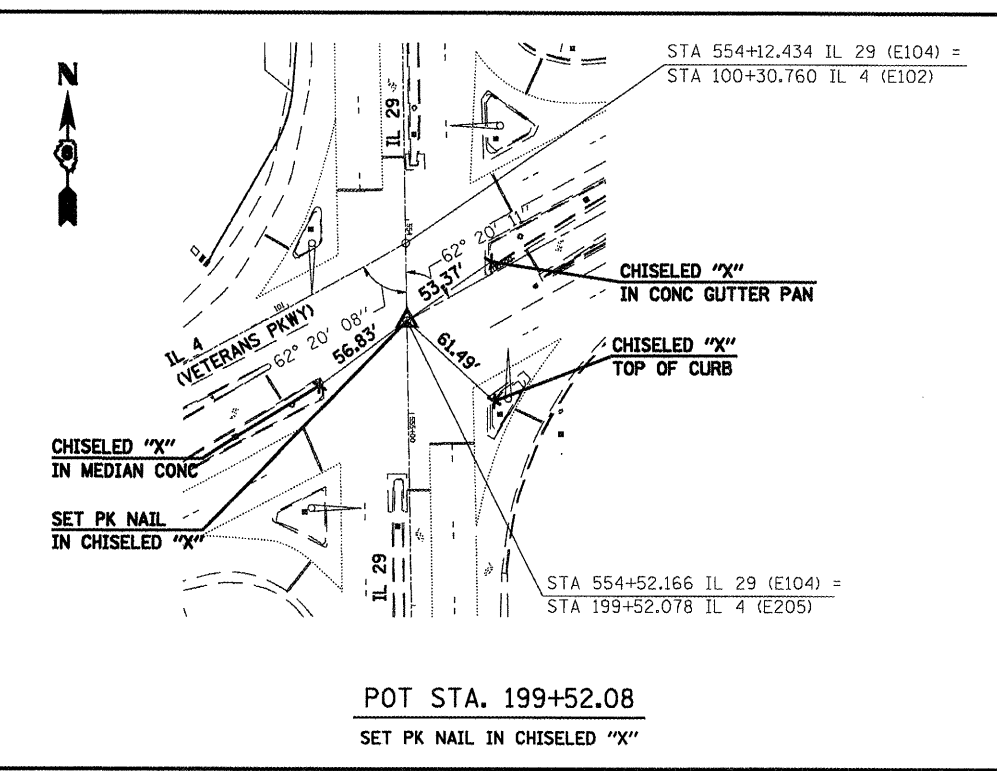 STA 554+12.434 IL 29 (E104) =
STA 100+30.760 IL 4 (E102)
N
IL 29
554
62° 20' 11"
53.37'
CHISELED "X"
IN CONC GUTTER PAN
101
IL 4
(VETERANS PKWY)
62° 20' 08"
56.83'
61.49'
CHISELED "X"
TOP OF CURB
CHISELED "X"
IN MEDIAN CONC
555+00
SET PK NAIL
IN CHISELED "X"
IL 29
STA 554+52.166 IL 29 (E104) =
STA 199+52.078 IL 4 (E205)
POT STA. 199+52.08
SET PK NAIL IN CHISELED "X"